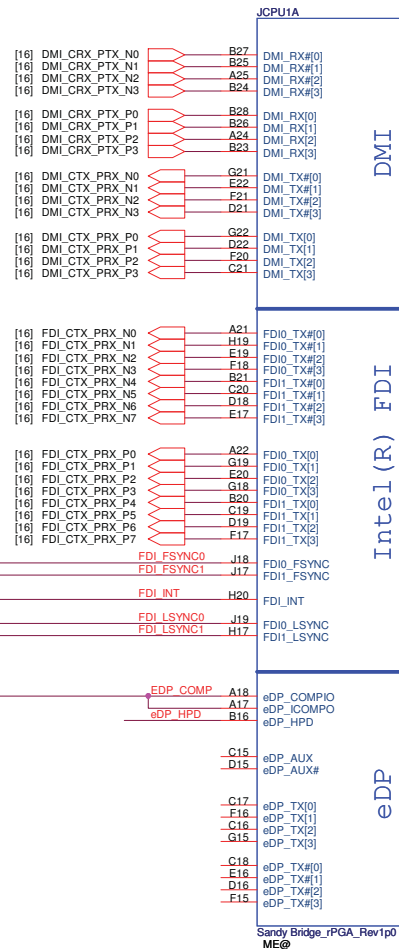 JCPU1A
[16] DMI_CRX_PTX_N0 B27 DMI_RX#[0]
[16] DMI_CRX_PTX_N1 B25 DMI_RX#[1]
[16] DMI_CRX_PTX_N2 A25 DMI_RX#[2]
[16] DMI_CRX_PTX_N3 B24 DMI_RX#[3]
[16] DMI_CRX_PTX_P0 B28 DMI_RX[0]
[16] DMI_CRX_PTX_P1 B26 DMI_RX[1]
[16] DMI_CRX_PTX_P2 A24 DMI_RX[2]
[16] DMI_CRX_PTX_P3 B23 DMI_RX[3]
DMI
[16] DMI_CTX_PRX_N0 G21 DMI_TX#[0]
[16] DMI_CTX_PRX_N1 E22 DMI_TX#[1]
[16] DMI_CTX_PRX_N2 F21 DMI_TX#[2]
[16] DMI_CTX_PRX_N3 D21 DMI_TX#[3]
[16] DMI_CTX_PRX_P0 G22 DMI_TX[0]
[16] DMI_CTX_PRX_P1 D22 DMI_TX[1]
[16] DMI_CTX_PRX_P2 F20 DMI_TX[2]
[16] DMI_CTX_PRX_P3 C21 DMI_TX[3]
[16] FDI_CTX_PRX_N0 A21 FDI0_TX#[0]
[16] FDI_CTX_PRX_N1 H19 FDI0_TX#[1]
[16] FDI_CTX_PRX_N2 E19 FDI0_TX#[2]
[16] FDI_CTX_PRX_N3 F18 FDI0_TX#[3]
[16] FDI_CTX_PRX_N4 B21 FDI1_TX#[0]
[16] FDI_CTX_PRX_N5 C20 FDI1_TX#[1]
[16] FDI_CTX_PRX_N6 D18 FDI1_TX#[2]
[16] FDI_CTX_PRX_N7 E17 FDI1_TX#[3]
Intel(R) FDI
[16] FDI_CTX_PRX_P0 A22 FDI0_TX[0]
[16] FDI_CTX_PRX_P1 G19 FDI0_TX[1]
[16] FDI_CTX_PRX_P2 E20 FDI0_TX[2]
[16] FDI_CTX_PRX_P3 G18 FDI0_TX[3]
[16] FDI_CTX_PRX_P4 B20 FDI1_TX[0]
[16] FDI_CTX_PRX_P5 C19 FDI1_TX[1]
[16] FDI_CTX_PRX_P6 D19 FDI1_TX[2]
[16] FDI_CTX_PRX_P7 F17 FDI1_TX[3]
FDI_FSYNC0 J18 FDI0_FSYNC
FDI_FSYNC1 J17 FDI1_FSYNC
FDI_INT H20 FDI_INT
FDI_LSYNC0 J19 FDI0_LSYNC
FDI_LSYNC1 H17 FDI1_LSYNC
EDP_COMP A18 eDP_COMPIO
A17 eDP_ICOMPO
eDP_HPD B16 eDP_HPD
C15 eDP_AUX
D15 eDP_AUX#
eDP
C17 eDP_TX[0]
F16 eDP_TX[1]
C16 eDP_TX[2]
G15 eDP_TX[3]
C18 eDP_TX#[0]
E16 eDP_TX#[1]
D16 eDP_TX#[2]
F15 eDP_TX#[3]
Sandy Bridge_rPGA_Rev1p0
ME@